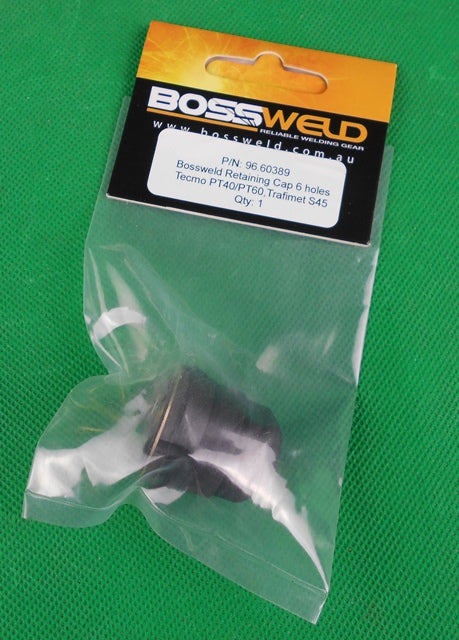 BOSSWELD
RELIABLE WELDING GEAR
www.bossweld.com.au
P/N: 96.60389
Bossweld Retaining Cap 6 holes
Tecmo PT40/PT60,Trafimet S45
Qty: 1